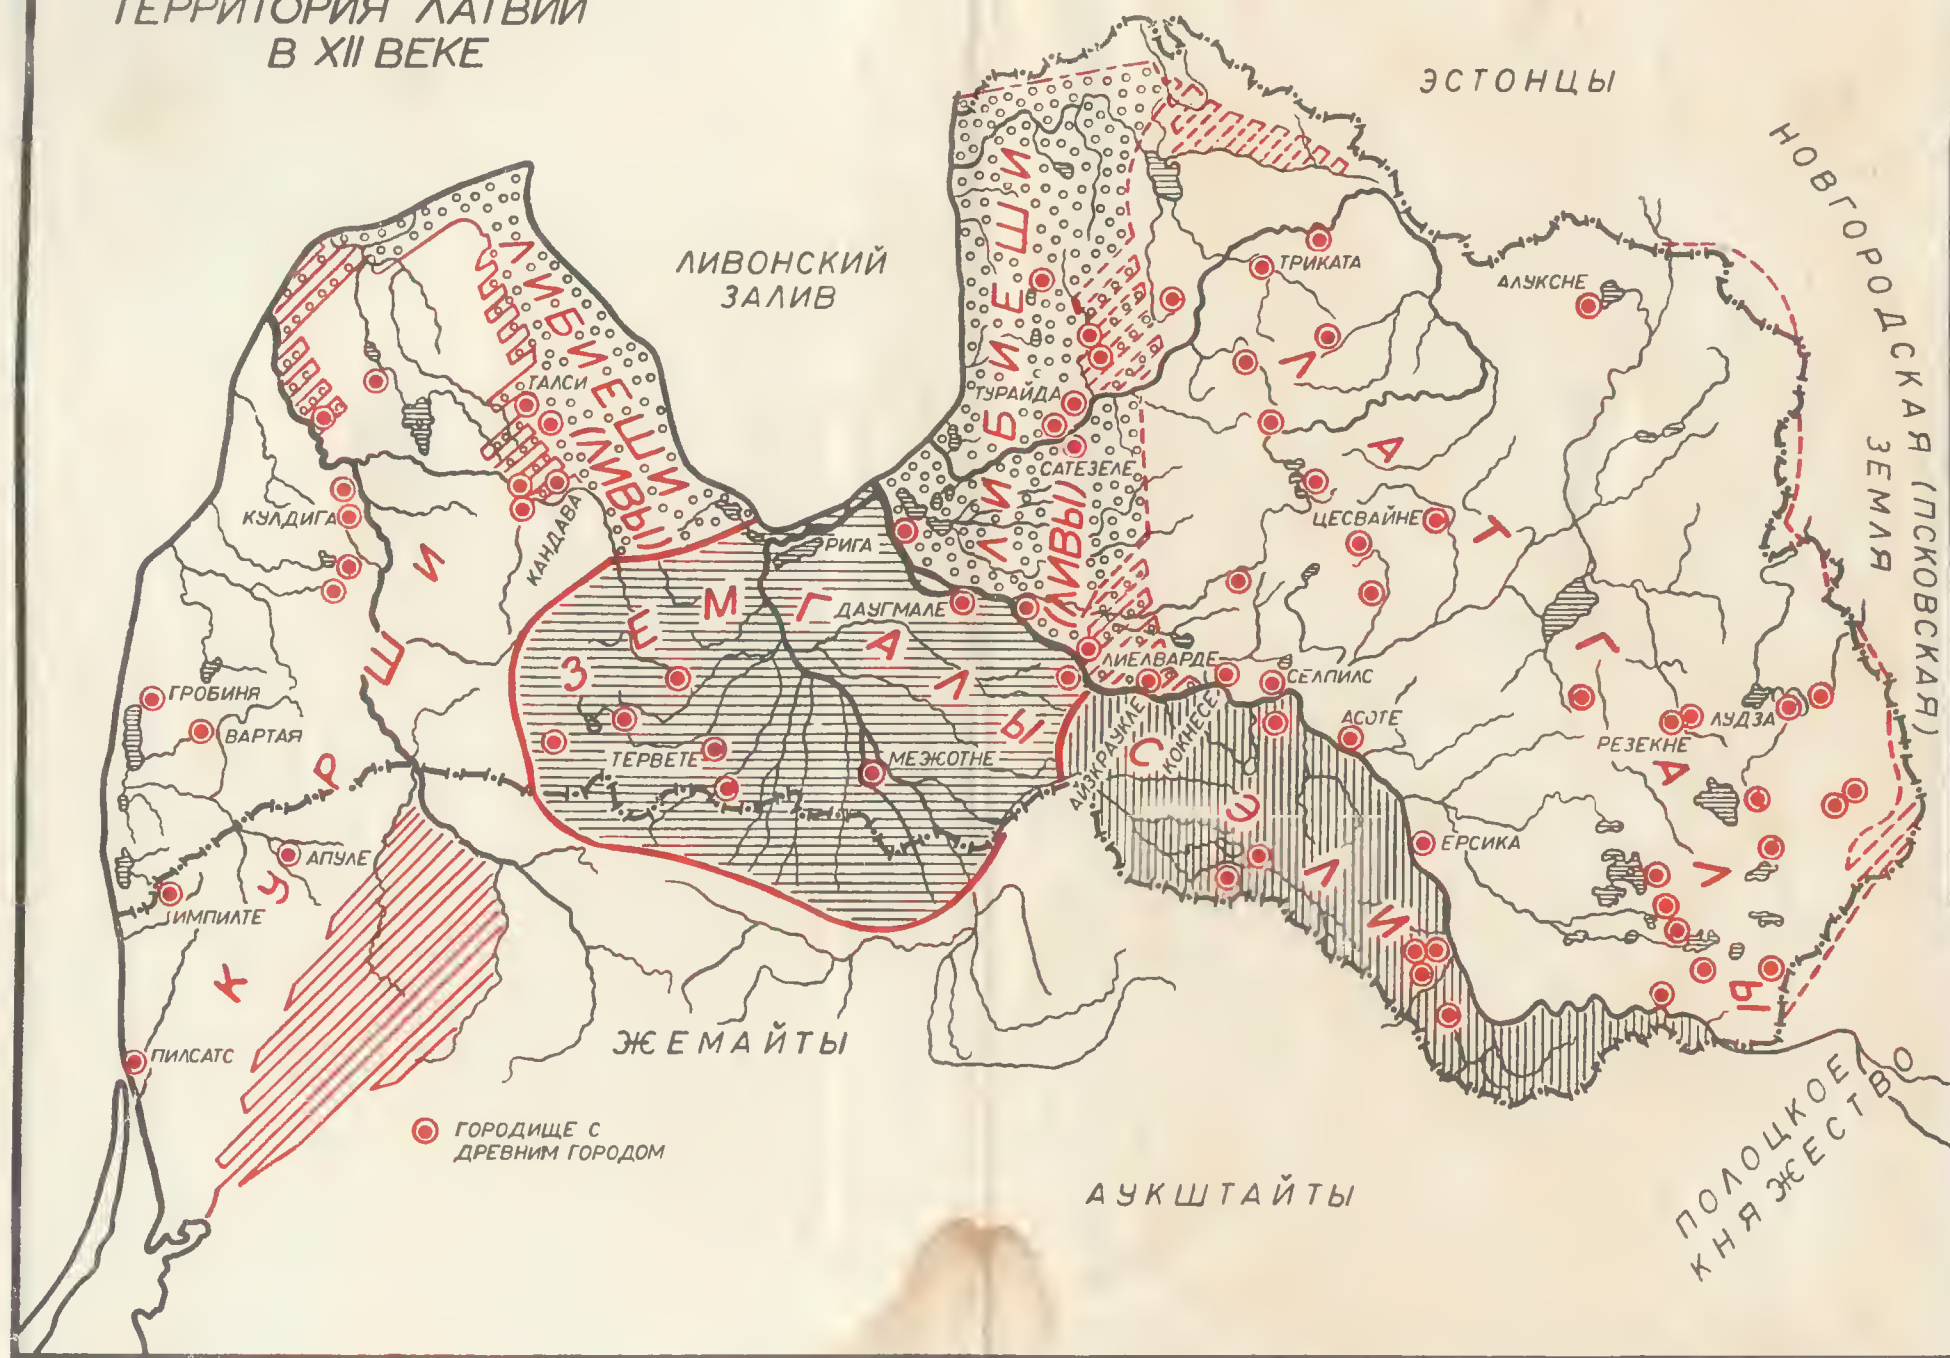 ТЕРРИТОРИЯ ЛАТВИИ
В XII ВЕКЕ
ЭСТОНЦЫ
НОВГОРОДСКАЯ (ПСКОВСКАЯ)
ЗЕМЛЯ
ЛИВОНСКИЙ
ЗАЛИВ
ЛИБИЕШИ
(ЛИВЫ)
ЛИБИЕШИ
ЛИБИЕШИ
(ЛИВЫ)
ТРИКАТА
АЛУКСНЕ
ТАЛСИ
ТУРАЙДА
САТЕЗЕЛЕ
КУЛДИГА
КАНДАВА
РИГА
ЦЕСВАЙНЕ
ЛАТГАЛЫ
ЗЕМГАЛЫ
ДАУГМАЛЕ
ЛИЕЛВАРДЕ
СЕЛПИЛС
АЙЗКРАУКЛЕ
КОКНЕСЕ
АСОТЕ
РЕЗЕКНЕ
ЛУДЗА
ГРОБИНЯ
ВАРТАЯ
КУРШИ
ТЕРВЕТЕ
МЕЖОТНЕ
СЭЛИ
ЕРСИКА
АПУЛЕ
ИМПИЛТЕ
ПИЛСАТС
ЖЕМАЙТЫ
АУКШТАЙТЫ
ПОЛОЦКОЕ
КНЯЖЕСТВО
ГОРОДИЩЕ С
ДРЕВНИМ ГОРОДОМ